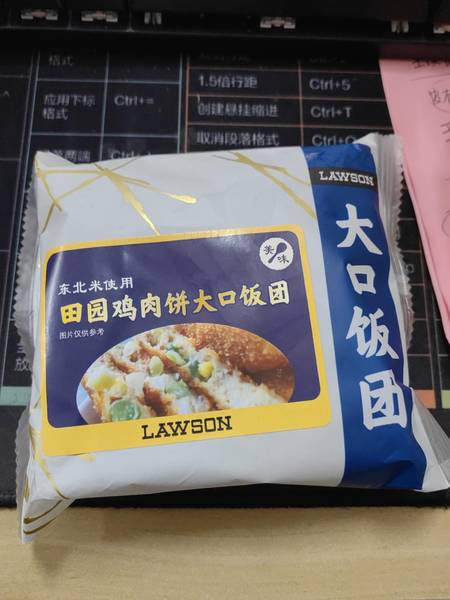 格式
1.5倍行距 Ctrl+5
应用下标 Ctrl+=
格式
创建悬挂缩进 Ctrl+T
取消段落格式
LAWSON
大口饭团
美味
东北米使用
田园鸡肉饼大口饭团
图片仅供参考
LAWSON